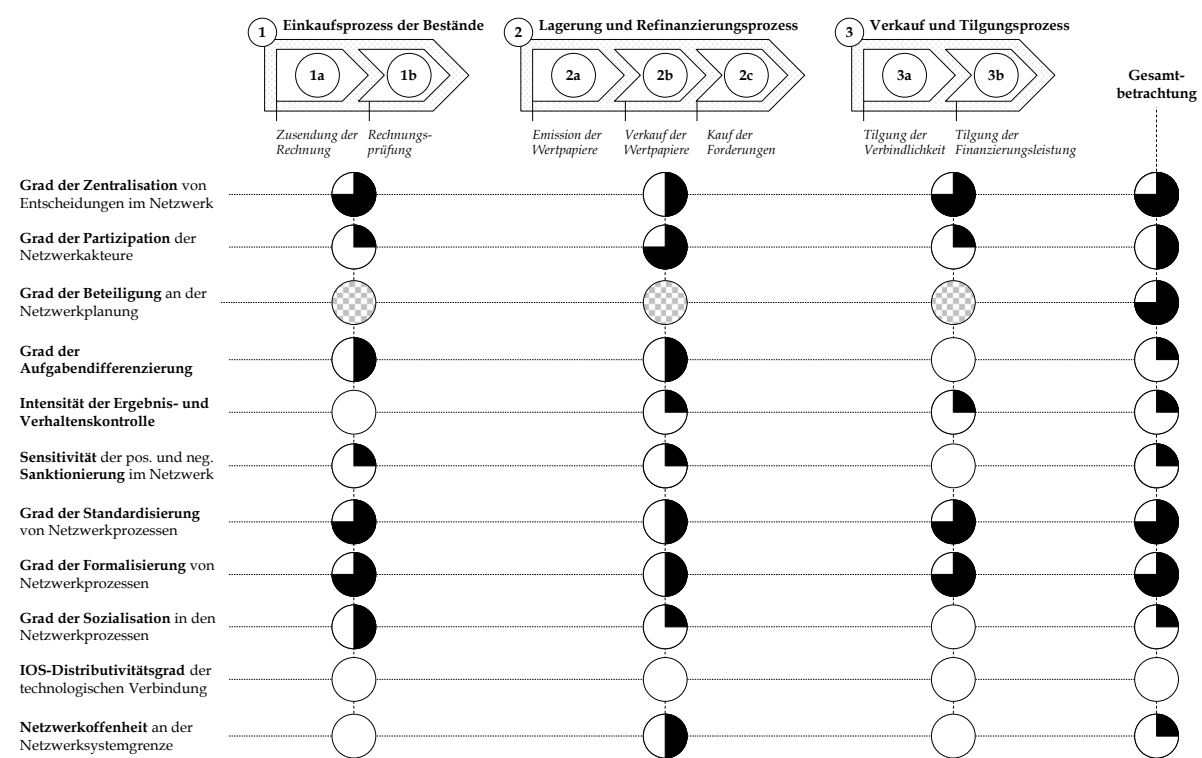 1 Einkaufsprozess der Bestände
2 Lagerung und Refinanzierungsprozess
3 Verkauf und Tilgungsprozess
1a 1b
2a 2b 2c
3a 3b
Gesamt-
betrachtung
Zusendung der
Rechnung
Rechnungs-
prüfung
Emission der
Wertpapiere
Verkauf der
Wertpapiere
Kauf der
Forderungen
Tilgung der
Verbindlichkeit
Tilgung der
Finanzierungsleistung
Grad der Zentralisation von
Entscheidungen im Netzwerk
Grad der Partizipation der
Netzwerkakteure
Grad der Beteiligung an der
Netzwerkplanung
Grad der
Aufgabendifferenzierung
Intensität der Ergebnis- und
Verhaltenskontrolle
Sensitivität der pos. und neg.
Sanktionierung im Netzwerk
Grad der Standardisierung
von Netzwerkprozessen
Grad der Formalisierung von
Netzwerkprozessen
Grad der Sozialisation in den
Netzwerkprozessen
IOS-Distributivitätsgrad der
technologischen Verbindung
Netzwerkoffenheit an der
Netzwerksystemgrenze